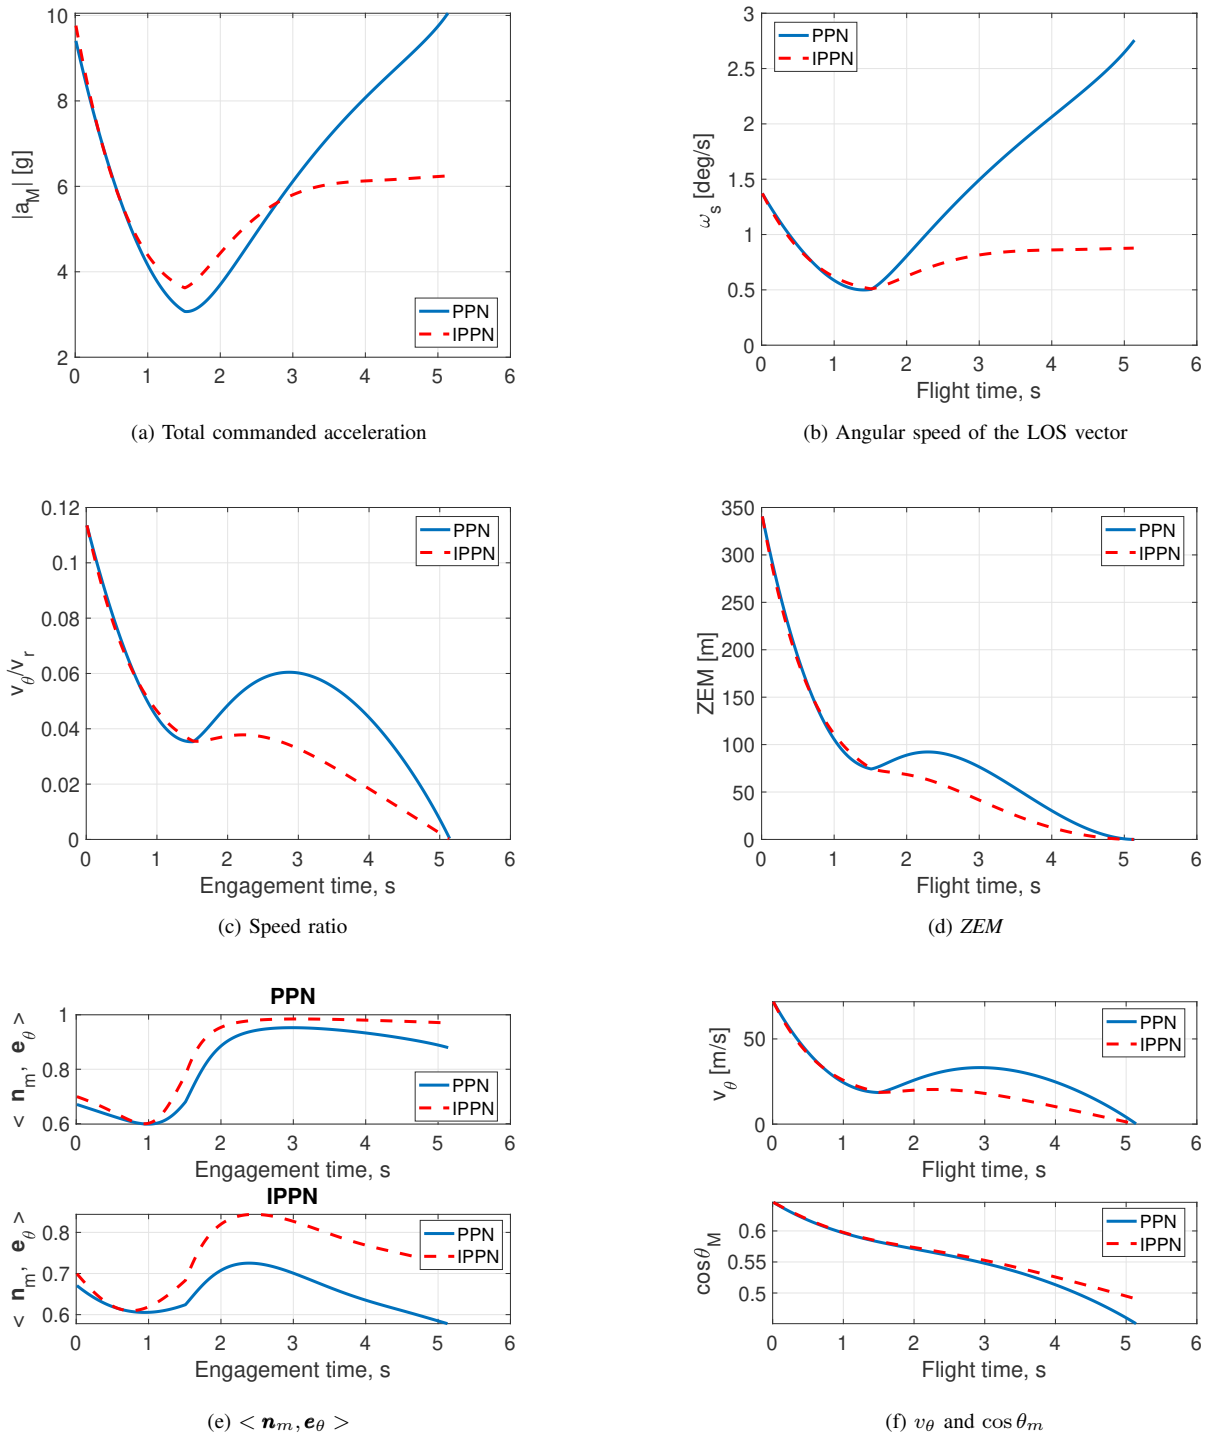 10
8
6
4
2
|a_M| [g]
PPN
IPPN
0 1 2 3 4 5 6
(a) Total commanded acceleration
3
2.5
2
1.5
1
0.5
0
ω_s [deg/s]
PPN
IPPN
0 1 2 3 4 5 6
Flight time, s
(b) Angular speed of the LOS vector
0.12
0.1
0.08
0.06
0.04
0.02
0
v_θ/v_r
PPN
IPPN
0 1 2 3 4 5 6
Engagement time, s
(c) Speed ratio
350
300
250
200
150
100
50
0
ZEM [m]
PPN
IPPN
0 1 2 3 4 5 6
Flight time, s
(d) ZEM
PPN
1
0.9
0.8
0.7
0.6
< n_m, e_θ >
PPN
IPPN
0 1 2 3 4 5 6
Engagement time, s
IPPN
0.8
0.7
0.6
< n_m, e_θ >
PPN
IPPN
0 1 2 3 4 5 6
Engagement time, s
(e) < n_m, e_θ >
50
0
v_θ [m/s]
PPN
IPPN
0 1 2 3 4 5 6
Flight time, s
0.6
0.55
0.5
cosθ_M
PPN
IPPN
0 1 2 3 4 5 6
Flight time, s
(f) v_θ and cos θ_m